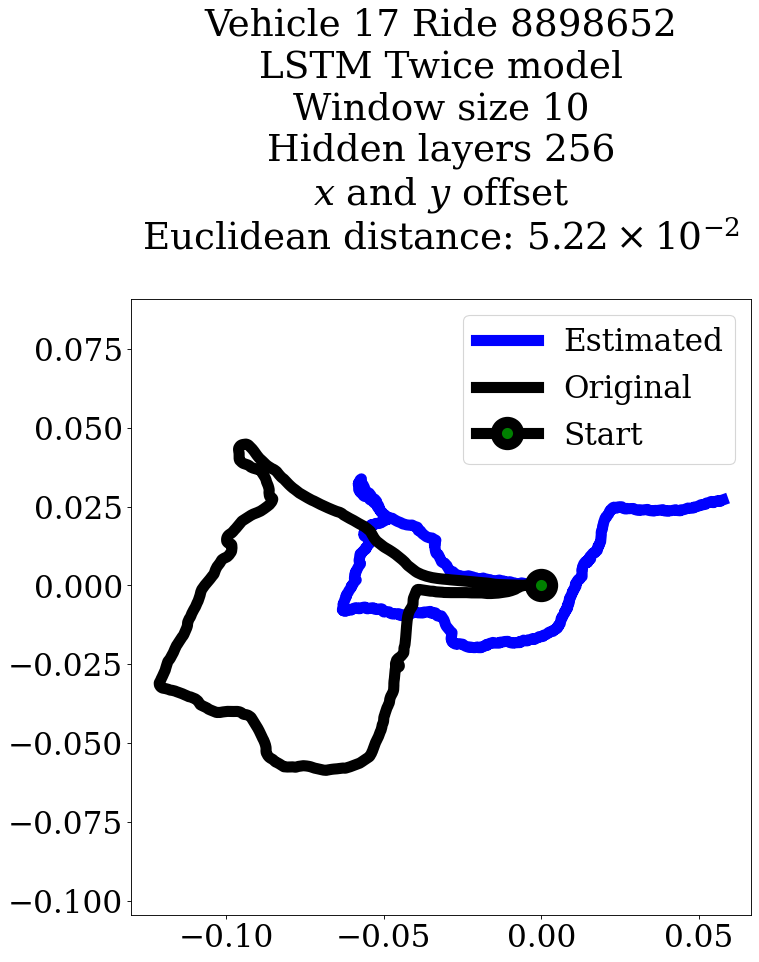 Vehicle 17 Ride 8898652
LSTM Twice model
Window size 10
Hidden layers 256
x and y offset
Euclidean distance: 5.22 × 10⁻²
Estimated
Original
Start
0.075
0.050
0.025
0.000
−0.025
−0.050
−0.075
−0.100
−0.10 −0.05 0.00 0.05